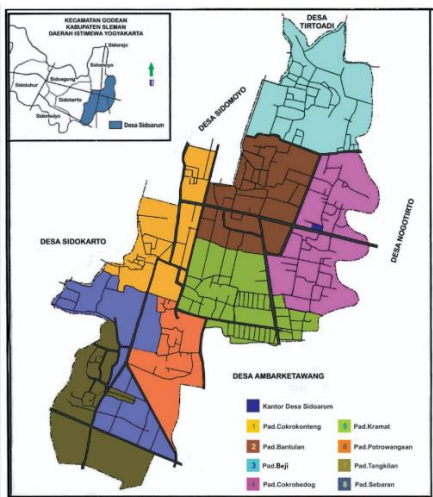 KECAMATAN GODEAN
KABUPATEN SLEMAN
DAERAH ISTIMEWA YOGYAKARTA
Sidorejo
Sidomoyo
Sidoagung
Sidoluhur
Sidokarto
Sidomulyo
Desa Sidoarum
DESA
TIRTOADI
DESA SIDOMOYO
DESA NOGOTIRTO
DESA SIDOKARTO
DESA AMBARKETAWANG
Kantor Desa Sidoarum
1 Pad.Cokrokonteng
2 Pad.Bantulan
3 Pad.Beji
4 Pad.Cokrobedog
5 Pad.Kramat
6 Pad.Potrowangsan
7 Pad.Tangkilan
8 Pad.Sebaran